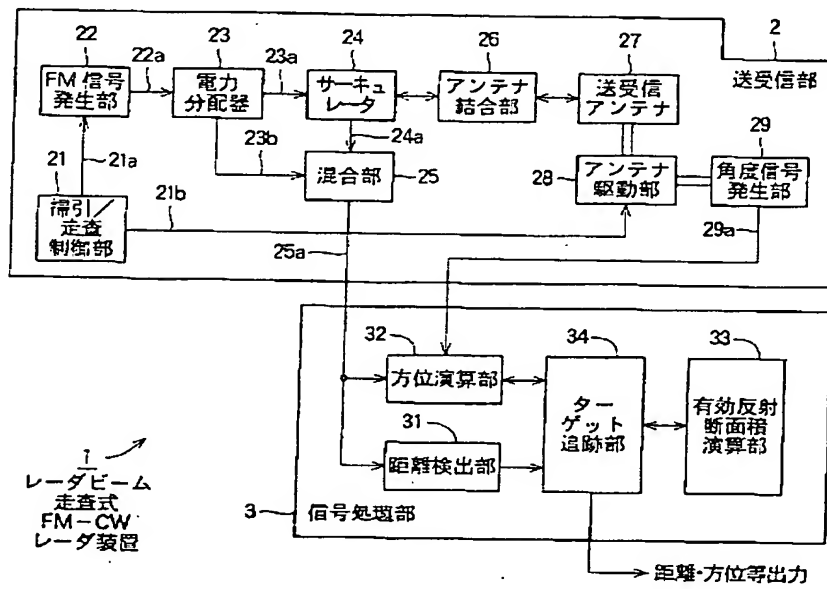 22
22a
23
23a
24
26
27
2
送受信部
FM信号
発生部
電力
分配器
サーキュ
レータ
アンテナ
結合部
送受信
アンテナ
21
21a
23b
24a
29
掃引/
走査
制御部
21b
混合部
25
28
アンテナ
駆動部
角度信号
発生部
25a
29a
32
34
33
方位演算部
ター
ゲット
追跡部
有効反射
断面積
演算部
31
距離検出部
1
レーダビーム
走査式
FM-CW
レーダ装置
3
信号処理部
距離・方位等出力